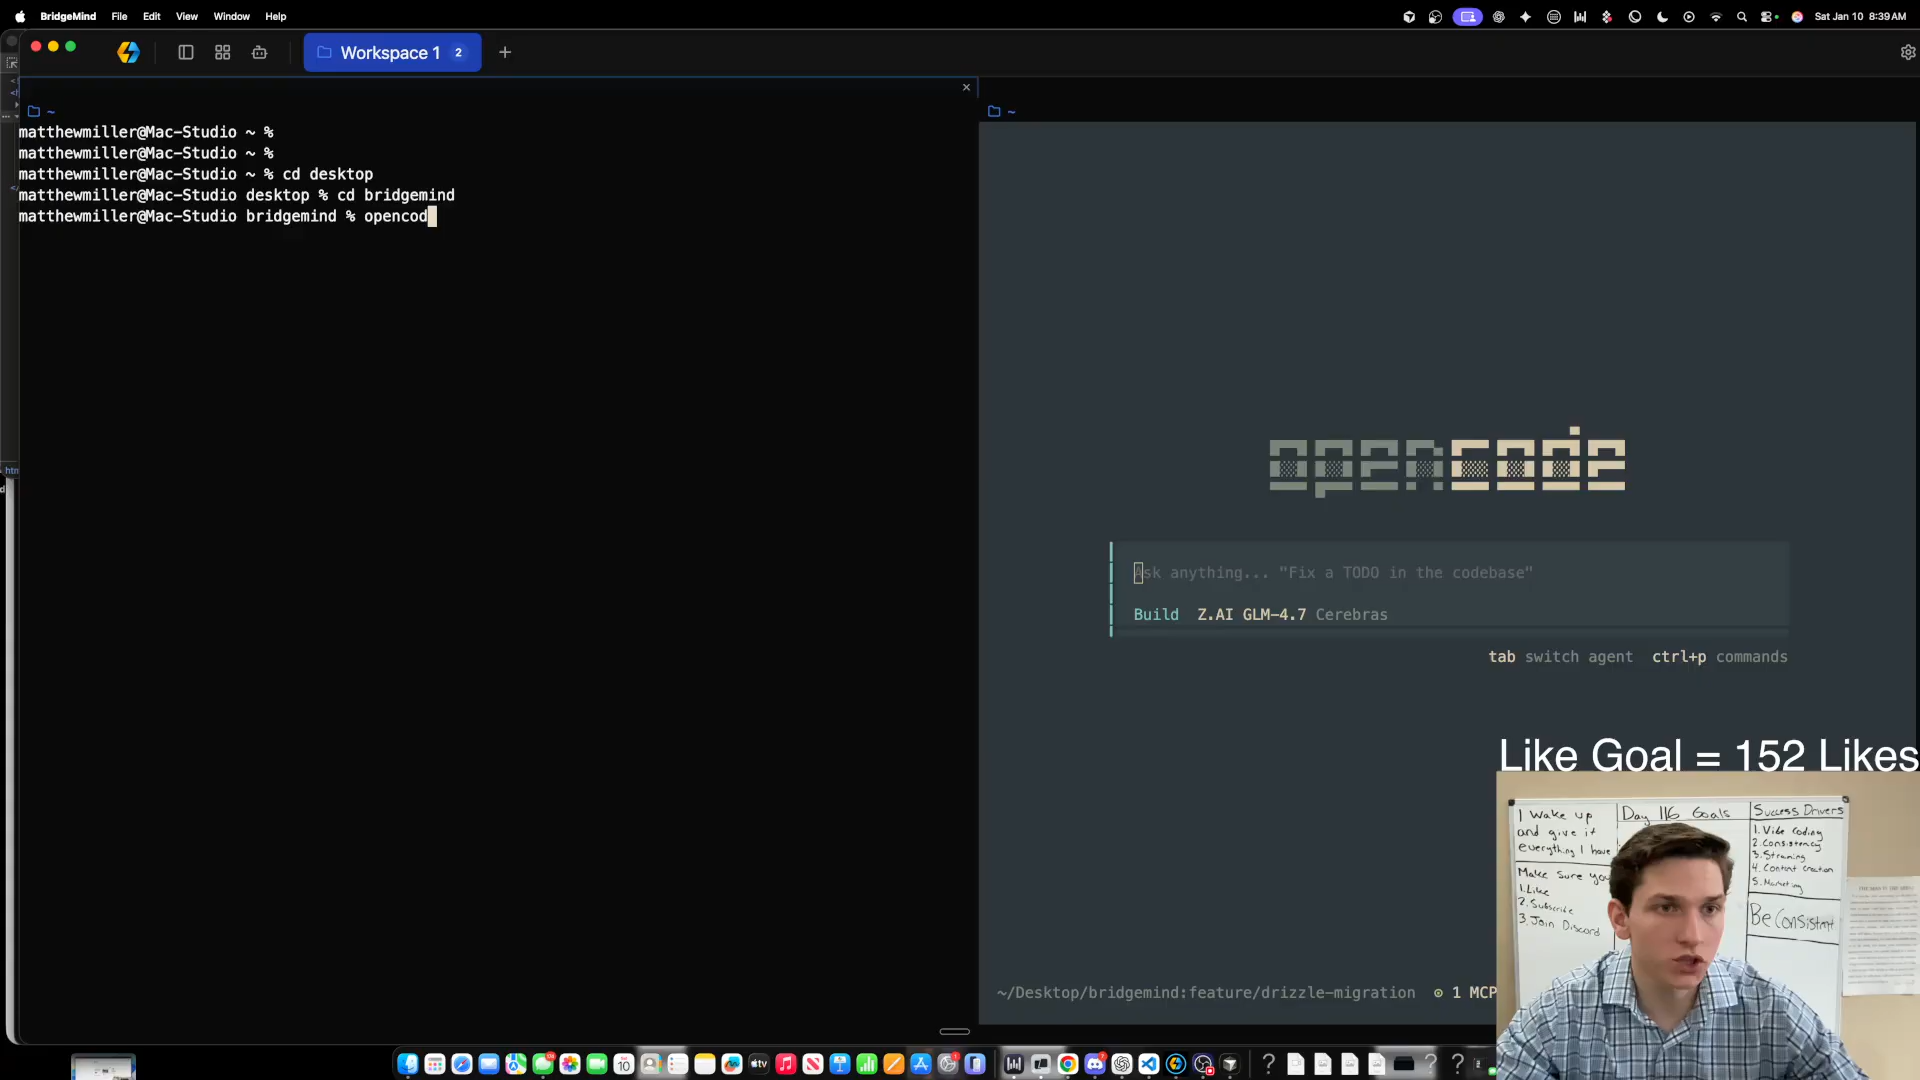 BridgeMind File Edit View Window Help
Sat Jan 10 8:39 AM
Workspace 1 2
~
matthewmiller@Mac-Studio ~ %
matthewmiller@Mac-Studio ~ %
matthewmiller@Mac-Studio ~ % cd desktop
matthewmiller@Mac-Studio desktop % cd bridgemind
matthewmiller@Mac-Studio bridgemind % opencod
~
opencode
Ask anything... "Fix a TODO in the codebase"
Build Z.AI GLM-4.7 Cerebras
tab switch agent ctrl+p commands
~/Desktop/bridgemind:feature/drizzle-migration ⊙ 1 MCP
Like Goal = 152 Likes
I Wake up
and give it
everything I have
Make sure you
1. Like
2. Subscribe
3. Join Discord
Day 116 Goals
Success Drivers
1. Vibe Coding
2. Consistency
3. Streaming
4. Content Creation
5. Marketing
Be Consistent